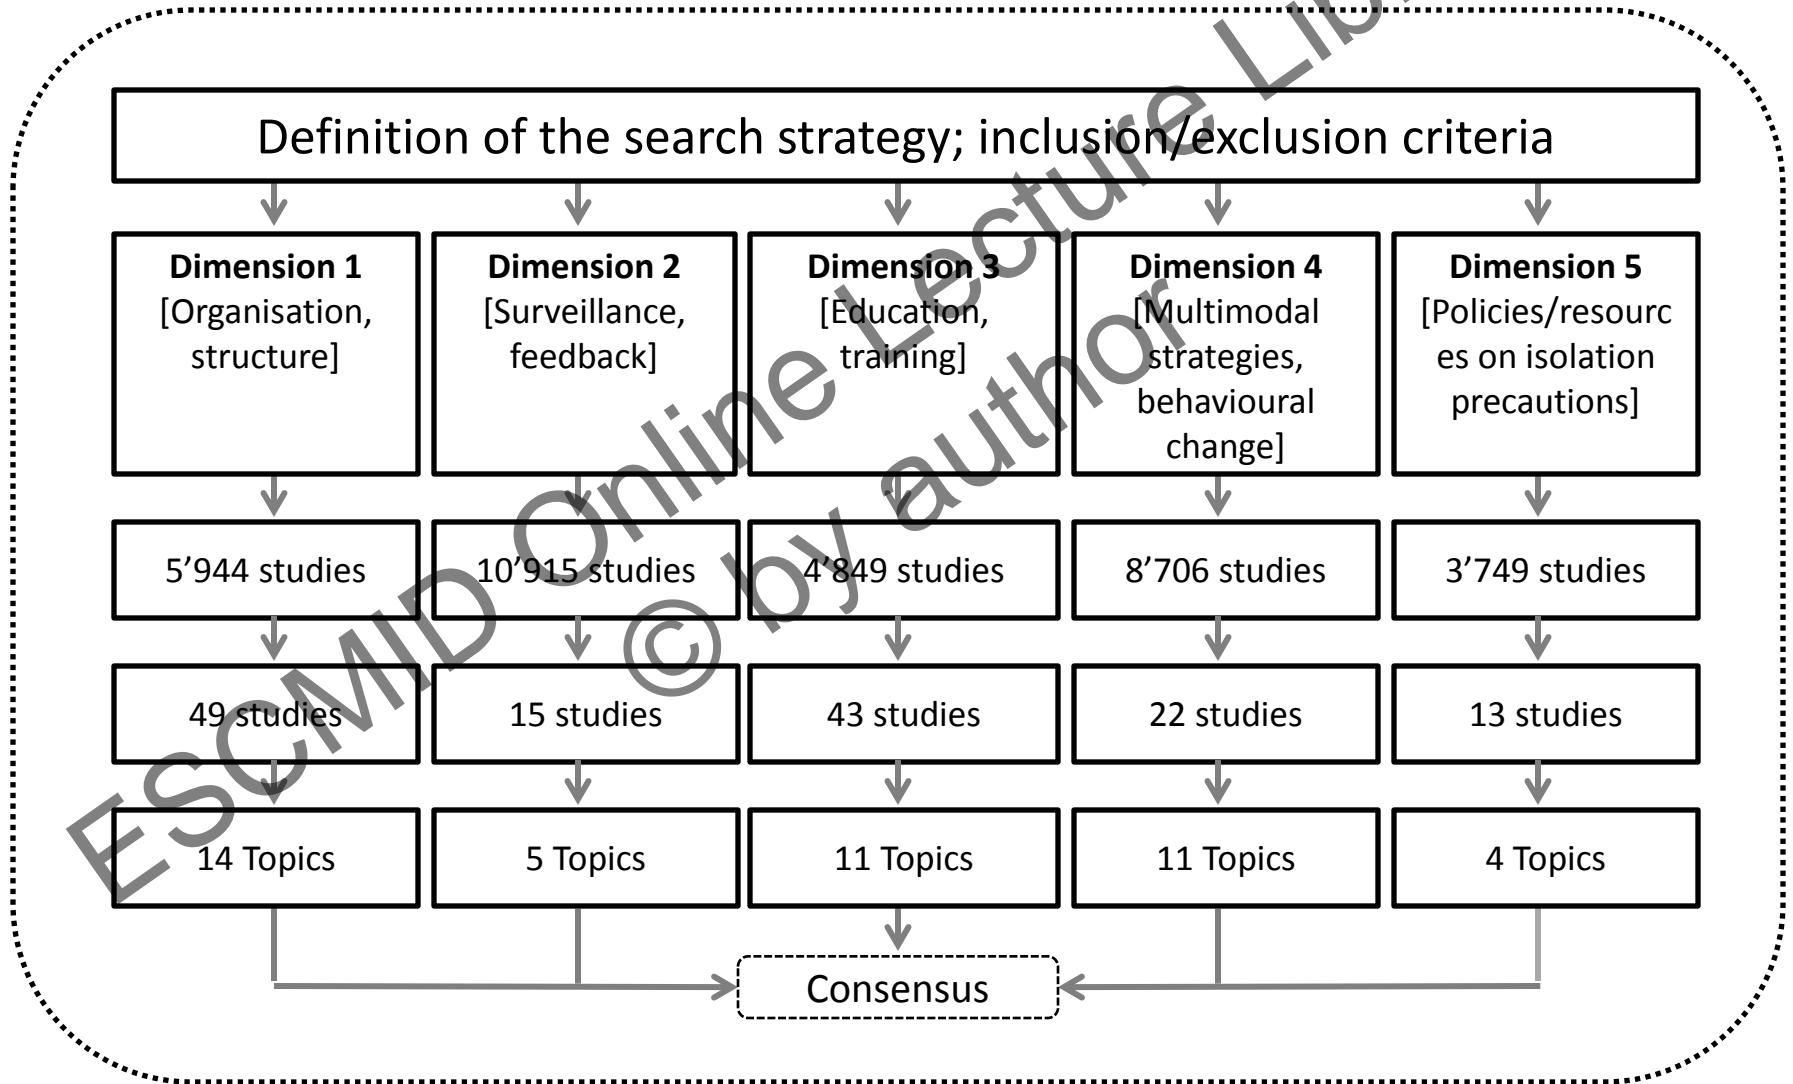 Definition of the search strategy; inclusion/exclusion criteria
Dimension 1
[Organisation,
structure]
Dimension 2
[Surveillance,
feedback]
Dimension 3
[Education,
training]
Dimension 4
[Multimodal
strategies,
behavioural
change]
Dimension 5
[Policies/resourc
es on isolation
precautions]
5’944 studies
10’915 studies
4’849 studies
8’706 studies
3’749 studies
49 studies
15 studies
43 studies
22 studies
13 studies
14 Topics
5 Topics
11 Topics
11 Topics
4 Topics
Consensus
ESCMID Online Lecture
© by author